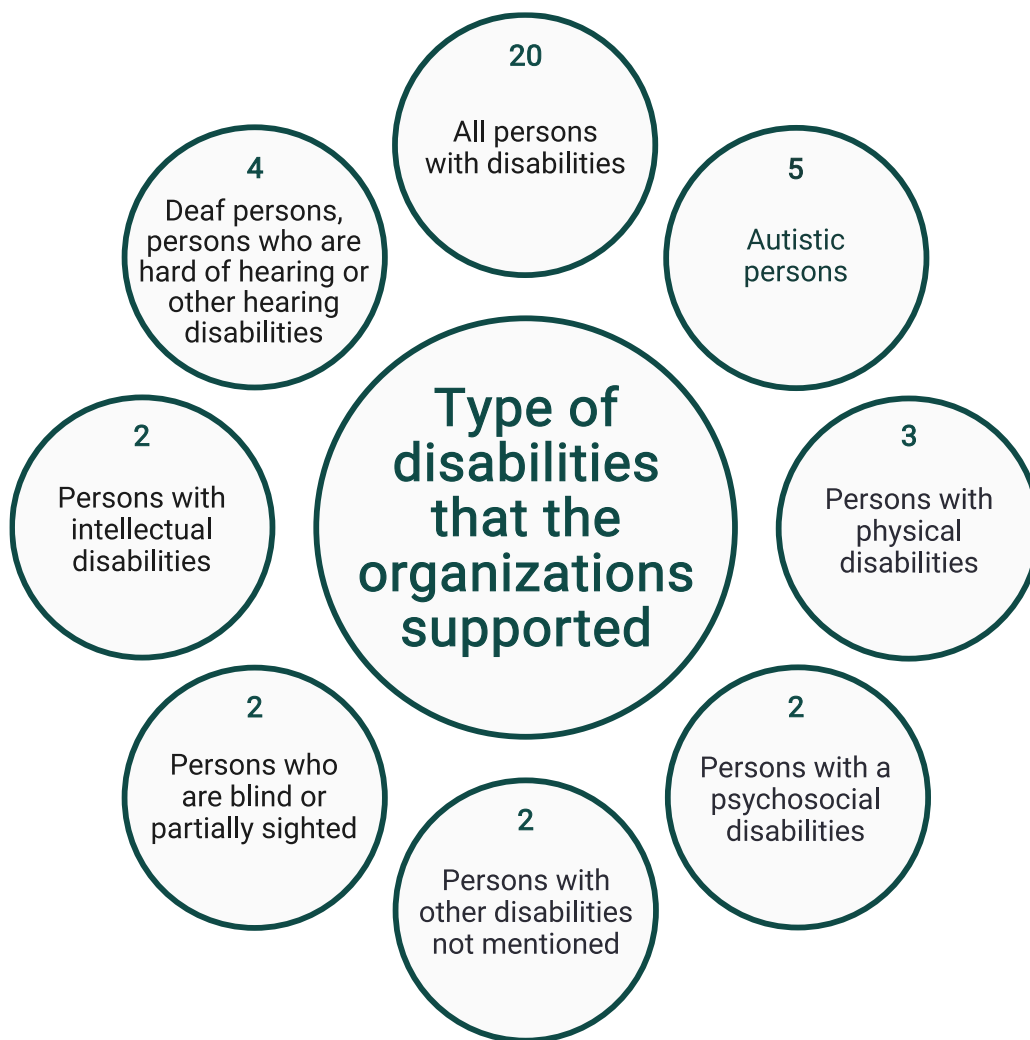 20
All persons
with disabilities
5
Autistic
persons
3
Persons with
physical
disabilities
2
Persons with a
psychosocial
disabilities
2
Persons with
other disabilities
not mentioned
2
Persons who
are blind or
partially sighted
2
Persons with
intellectual
disabilities
4
Deaf persons,
persons who are
hard of hearing or
other hearing
disabilities
Type of
disabilities
that the
organizations
supported